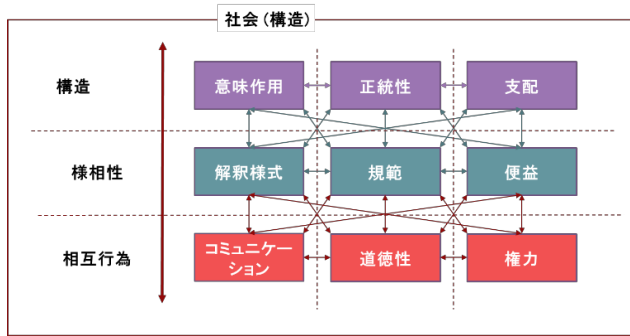 社会(構造)
構造
意味作用
正統性
支配
様相性
解釈様式
規範
便益
相互行為
コミュニケー
ション
道徳性
権力